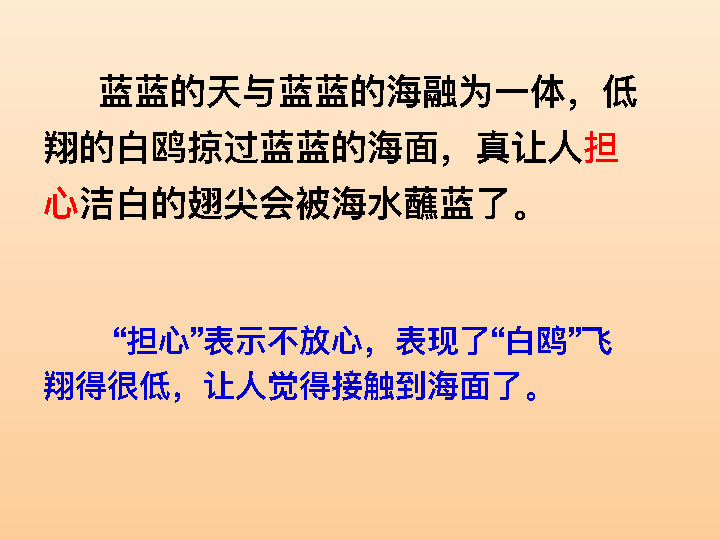 蓝蓝的天与蓝蓝的海融为一体，低
翔的白鸥掠过蓝蓝的海面，真让人担
心洁白的翅尖会被海水蘸蓝了。
“担心”表示不放心，表现了“白鸥”飞
翔得很低，让人觉得接触到海面了。